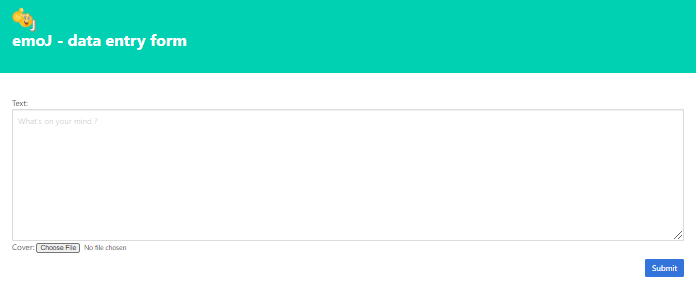 emoJ - data entry form
Text:
What's on your mind ?
Cover: Choose File No file chosen
Submit